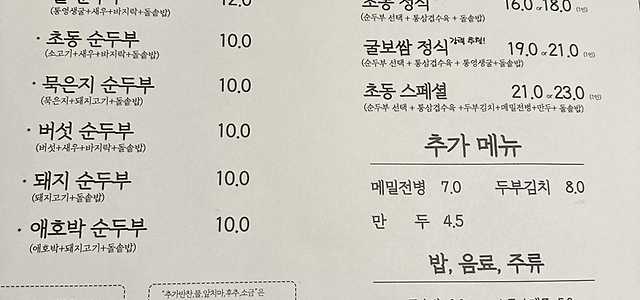 순두부 12.0
(통영생굴+새우+바지락+돌솥밥)
· 초동 순두부 10.0
(소고기+새우+바지락+돌솥밥)
· 묵은지 순두부 10.0
(묵은지+돼지고기+돌솥밥)
· 버섯 순두부 10.0
(버섯+새우+바지락+돌솥밥)
· 돼지 순두부 10.0
(돼지고기+돌솥밥)
· 애호박 순두부 10.0
(애호박+돼지고기+돌솥밥)
"추가반찬,물,앞치마,후추,소금"은
초동 정식 16.0 or 18.0 (1인)
(순두부 선택 + 통삼겹수육 + 돌솥밥)
굴보쌈 정식 가격 추천! 19.0 or 21.0 (1인)
(순두부 선택 + 통삼겹수육 + 통영생굴+돌솥밥)
초동 스페셜 21.0 or 23.0 (1인)
(순두부 선택 + 통삼겹수육 +두부김치+메밀전병+만두+ 돌솥밥)
추가 메뉴
메밀전병 7.0 두부김치 8.0
만 두 4.5
밥, 음료, 주류